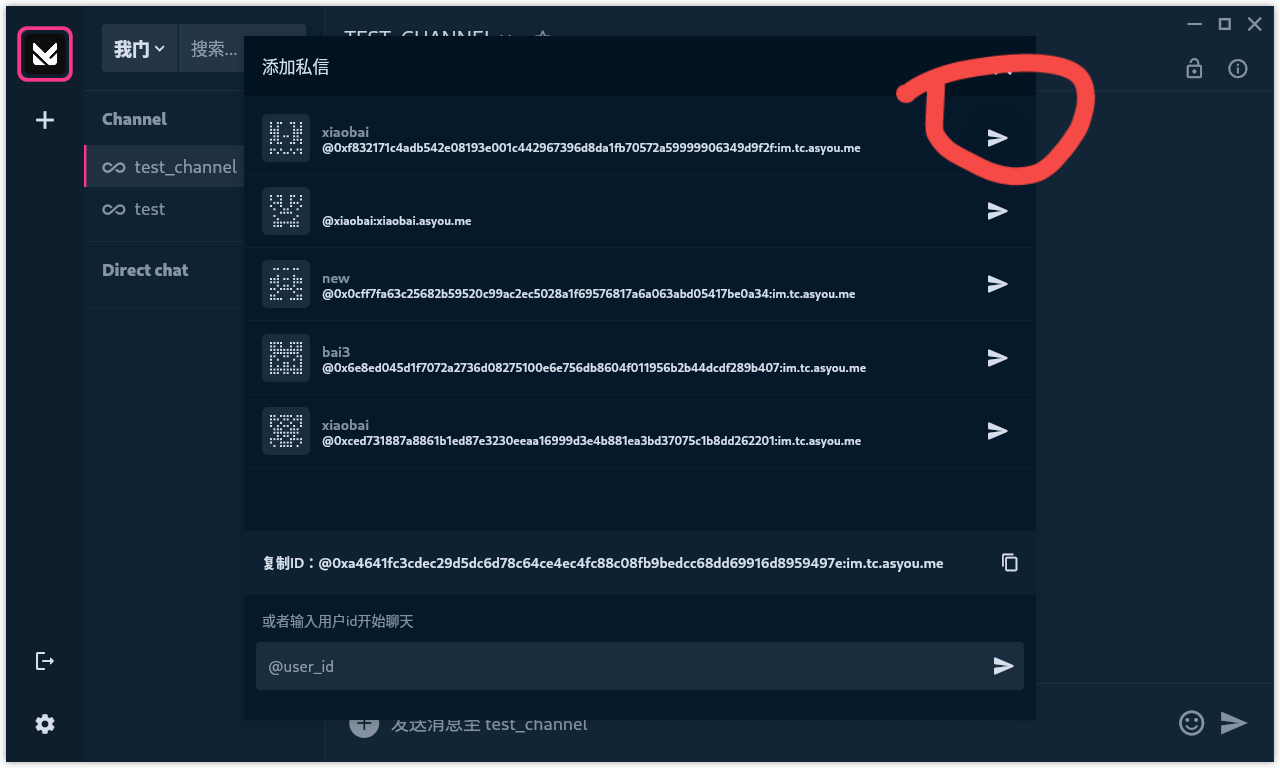 我门
搜索...
TEST_CHANNEL
添加私信
Channel
test_channel
test
Direct chat
xiaobai
@0xf832171c4adb542e08193e001c442967396d8da1fb70572a59999906349d9f2f:im.tc.asyou.me
@xiaobai:xiaobai.asyou.me
new
@0x0cff7fa63c25682b59520c99ac2ec5028a1f69576817a6a063abd05417be0a34:im.tc.asyou.me
bai3
@0x6e8ed045d1f7072a2736d08275100e6e756db8604f011956b2b44dcdf289b407:im.tc.asyou.me
xiaobai
@0xced731887a8861b1ed87e3230eeaa16999d3e4b881ea3bd37075c1b8dd262201:im.tc.asyou.me
复制ID：@0xa4641fc3cdec29d5dc6d78c64ce4ec4fc88c08fb9bedcc68dd69916d8959497e:im.tc.asyou.me
或者输入用户id开始聊天
@user_id
发送消息至 test_channel